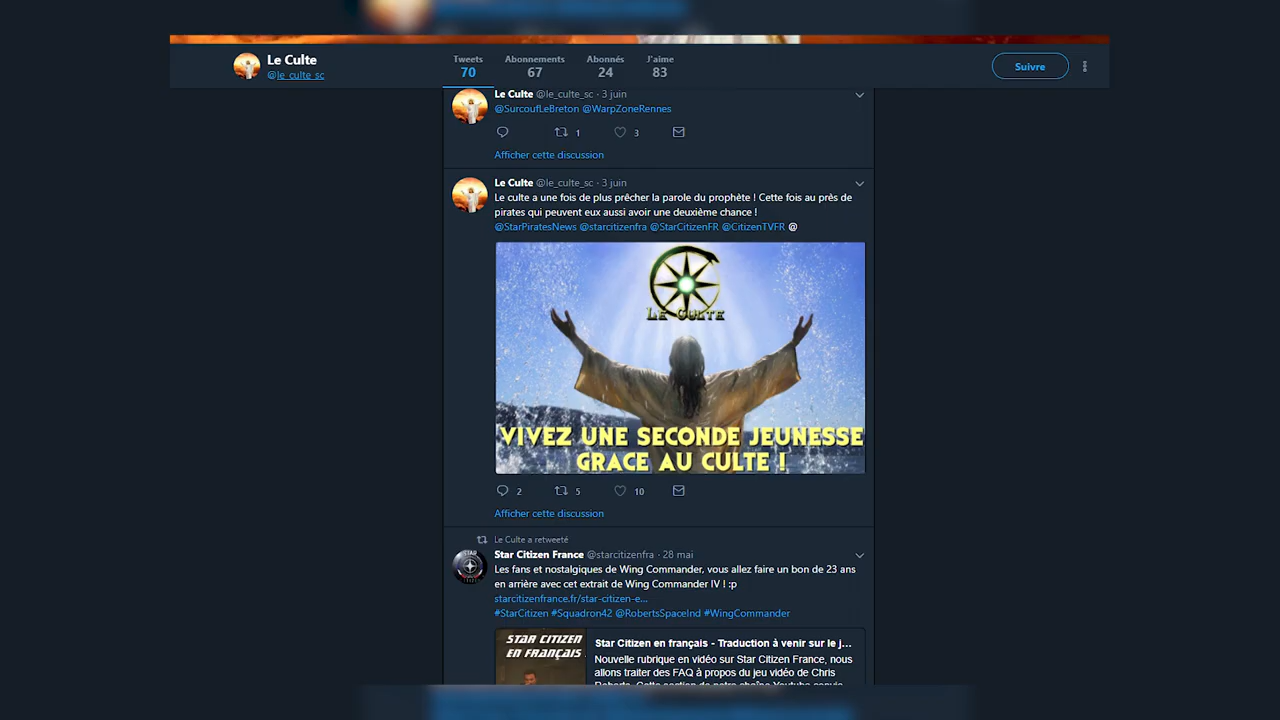 Le Culte
@le_culte_sc
Tweets Abonnements Abonnés J'aime
70 67 24 83
Suivre
Le Culte @le_culte_sc · 3 juin
@SurcoufLeBreton @WarpZoneRennes
1 3
Afficher cette discussion
Le Culte @le_culte_sc · 3 juin
Le culte a une fois de plus prêcher la parole du prophète ! Cette fois au près de
pirates qui peuvent eux aussi avoir une deuxième chance !
@StarPiratesNews @starcitizenfra @StarCitizenFR @CitizenTVFR @
LE CULTE
VIVEZ UNE SECONDE JEUNESSE
GRACE AU CULTE !
2 5 10
Afficher cette discussion
Le Culte a retweeté
Star Citizen France @starcitizenfra · 28 mai
Les fans et nostalgiques de Wing Commander, vous allez faire un bon de 23 ans
en arrière avec cet extrait de Wing Commander IV ! :p
starcitizenfrance.fr/star-citizen-e...
#StarCitizen #Squadron42 @RobertsSpaceInd #WingCommander
STAR CITIZEN
EN FRANÇAIS
Star Citizen en français - Traduction à venir sur le j...
Nouvelle rubrique en vidéo sur Star Citizen France, nous
allons traiter des FAQ à propos du jeu vidéo de Chris